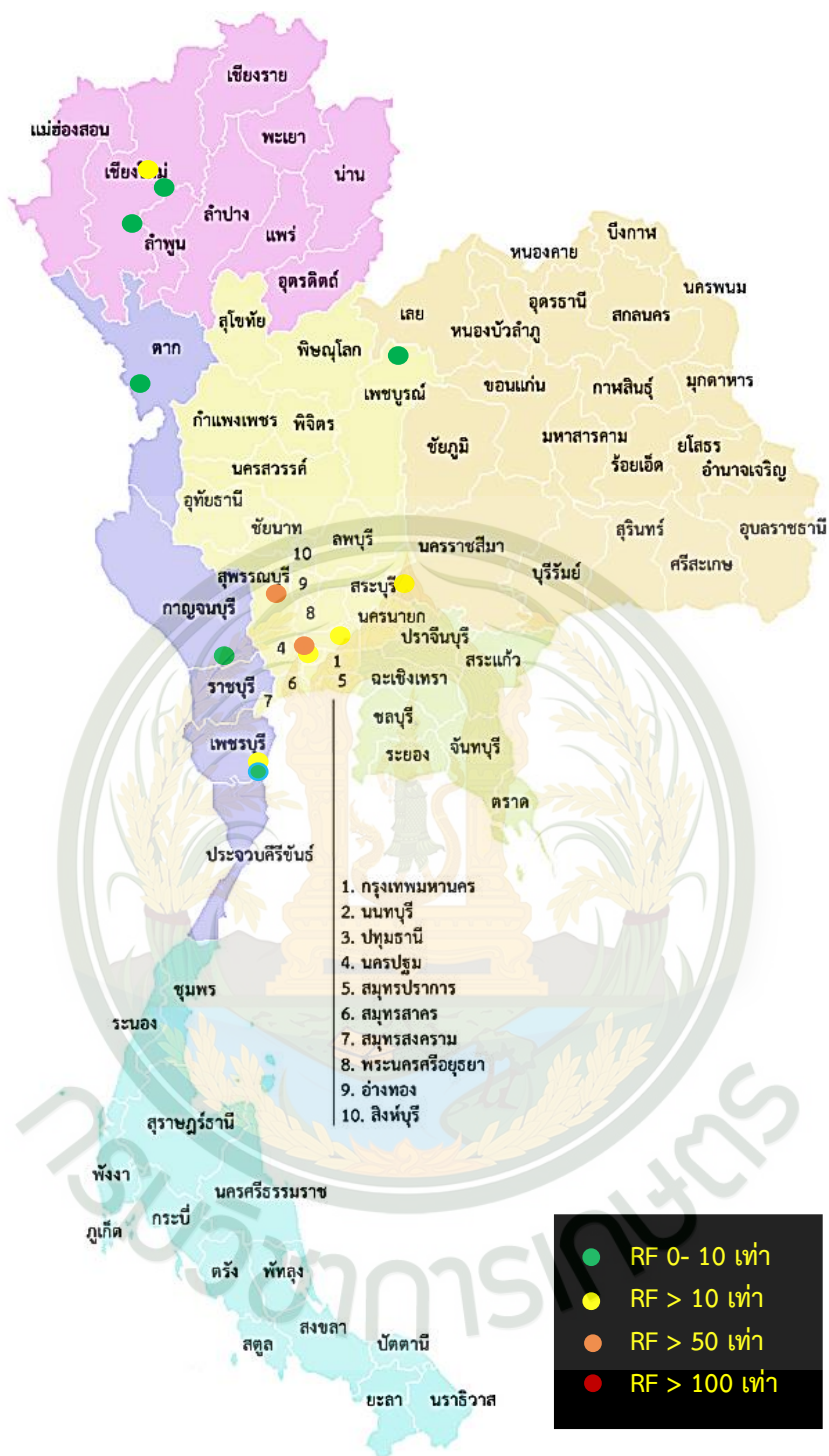 เชียงราย
แม่ฮ่องสอน
พะเยา
เชียงใหม่
น่าน
ลำปาง
ลำพูน
แพร่
อุตรดิตถ์
บึงกาฬ
หนองคาย
นครพนม
อุดรธานี
เลย
สกลนคร
สุโขทัย
หนองบัวลำภู
ตาก
พิษณุโลก
เพชบูรณ์
ขอนแก่น
กาฬสินธุ์
มุกดาหาร
กำแพงเพชร
พิจิตร
ชัยภูมิ
มหาสารคาม
ยโสธร
ร้อยเอ็ด
อำนาจเจริญ
นครสวรรค์
อุทัยธานี
ชัยนาท
ลพบุรี
นครราชสีมา
สุรินทร์
อุบลราชธานี
10
ศรีสะเกษ
บุรีรัมย์
สุพรรณบุรี
9
สระบุรี
กาญจนบุรี
8
นครนายก
ปราจีนบุรี
4
1
สระแก้ว
ราชบุรี
6
5
ฉะเชิงเทรา
7
ชลบุรี
เพชรบุรี
ระยอง
จันทบุรี
ตราด
ประจวบคีรีขันธ์
1. กรุงเทพมหานคร
2. นนทบุรี
3. ปทุมธานี
4. นครปฐม
5. สมุทรปราการ
6. สมุทรสาคร
7. สมุทรสงคราม
8. พระนครศรีอยุธยา
9. อ่างทอง
10. สิงห์บุรี
ชุมพร
ระนอง
สุราษฎร์ธานี
พังงา
นครศรีธรรมราช
กระบี่
ภูเก็ต
ตรัง
พัทลุง
สงขลา
สตูล
ปัตตานี
ยะลา
นราธิวาส
กรมวิชาการเกษตร
RF 0- 10 เท่า
RF > 10 เท่า
RF > 50 เท่า
RF > 100 เท่า